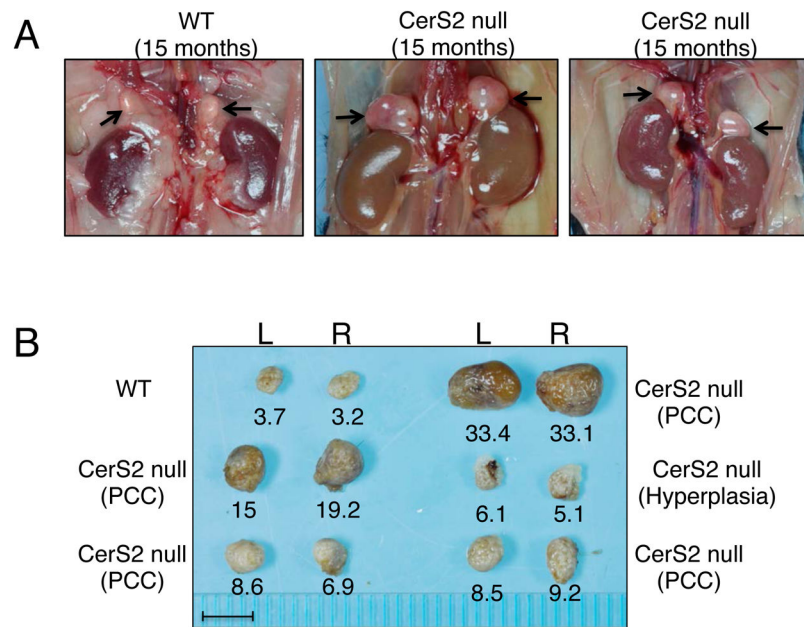 A
WT
(15 months)
CerS2 null
(15 months)
CerS2 null
(15 months)
B
L R L R
WT
3.7 3.2 33.4 33.1
CerS2 null
(PCC)
CerS2 null
(PCC)
15 19.2 6.1 5.1
CerS2 null
(Hyperplasia)
CerS2 null
(PCC)
8.6 6.9 8.5 9.2
CerS2 null
(PCC)